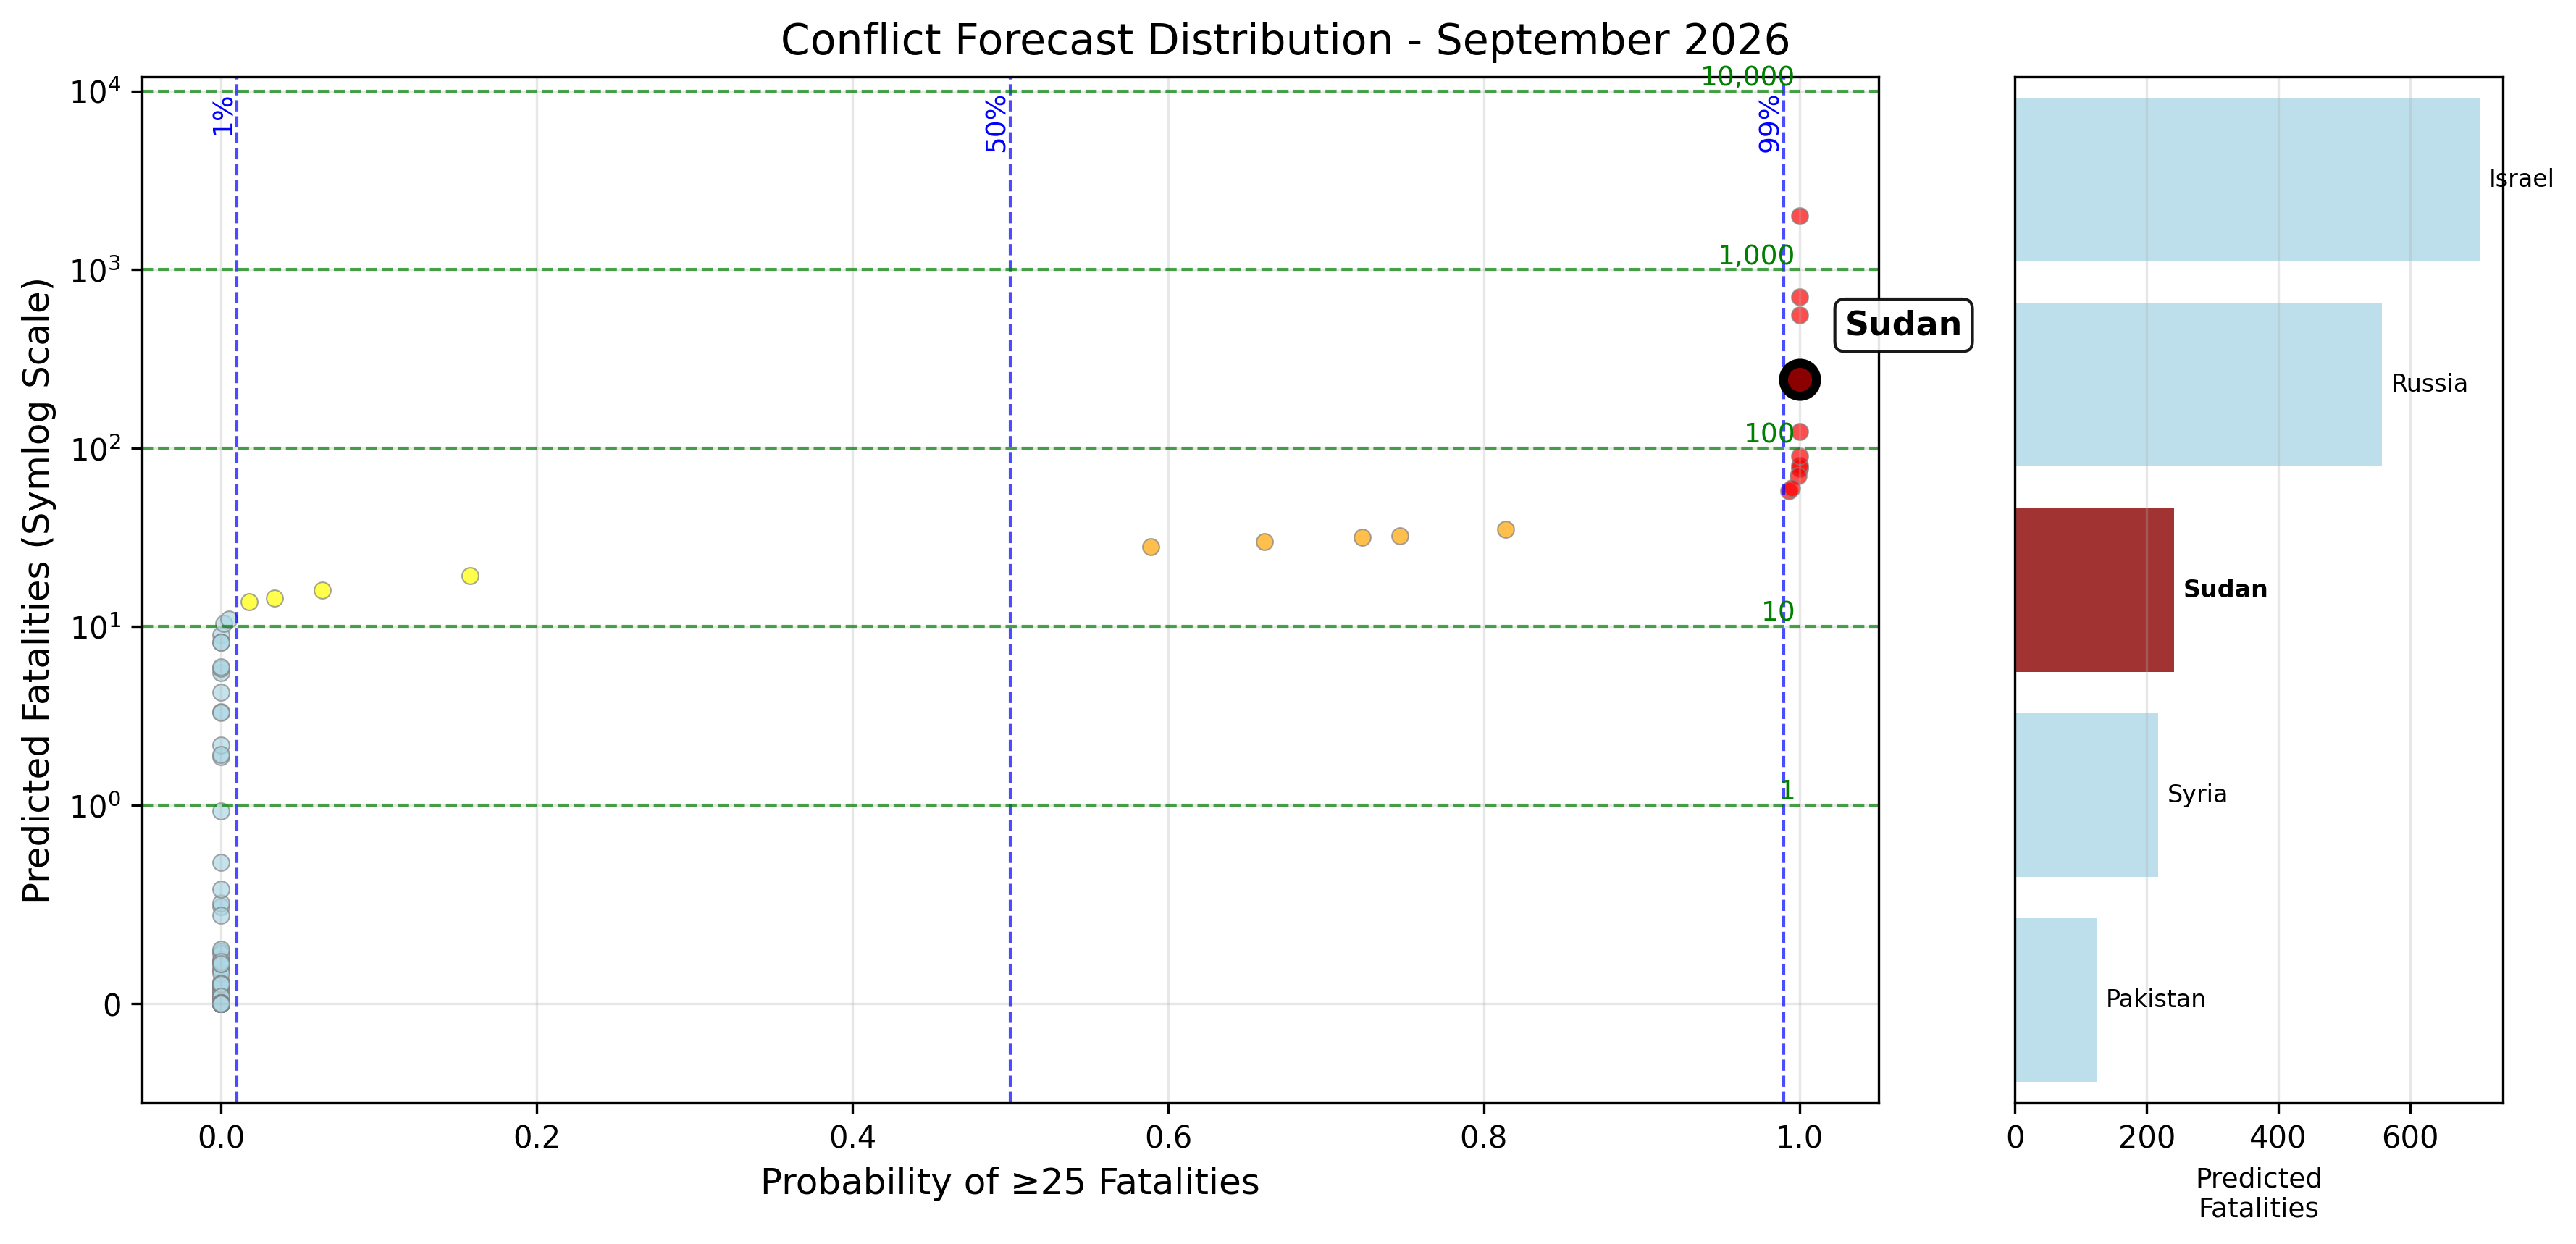 Conflict Forecast Distribution - September 2026
Predicted Fatalities (Symlog Scale)
10⁴
10³
10²
10¹
10⁰
0
1%
50%
99%
10,000
1,000
100
10
1
Sudan
0.0 0.2 0.4 0.6 0.8 1.0
Probability of ≥25 Fatalities
Israel
Russia
Sudan
Syria
Pakistan
0 200 400 600
Predicted
Fatalities